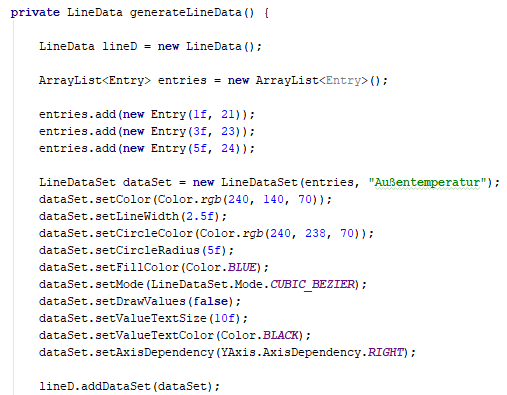 private LineData generateLineData() {
LineData lineD = new LineData();
ArrayList<Entry> entries = new ArrayList<Entry>();
entries.add(new Entry(1f, 21));
entries.add(new Entry(3f, 23));
entries.add(new Entry(5f, 24));
LineDataSet dataSet = new LineDataSet(entries, "Außentemperatur");
dataSet.setColor(Color.rgb(240, 140, 70));
dataSet.setLineWidth(2.5f);
dataSet.setCircleColor(Color.rgb(240, 238, 70));
dataSet.setCircleRadius(5f);
dataSet.setFillColor(Color.BLUE);
dataSet.setMode(LineDataSet.Mode.CUBIC_BEZIER);
dataSet.setDrawValues(false);
dataSet.setValueTextSize(10f);
dataSet.setValueTextColor(Color.BLACK);
dataSet.setAxisDependency(YAxis.AxisDependency.RIGHT);
lineD.addDataSet(dataSet);